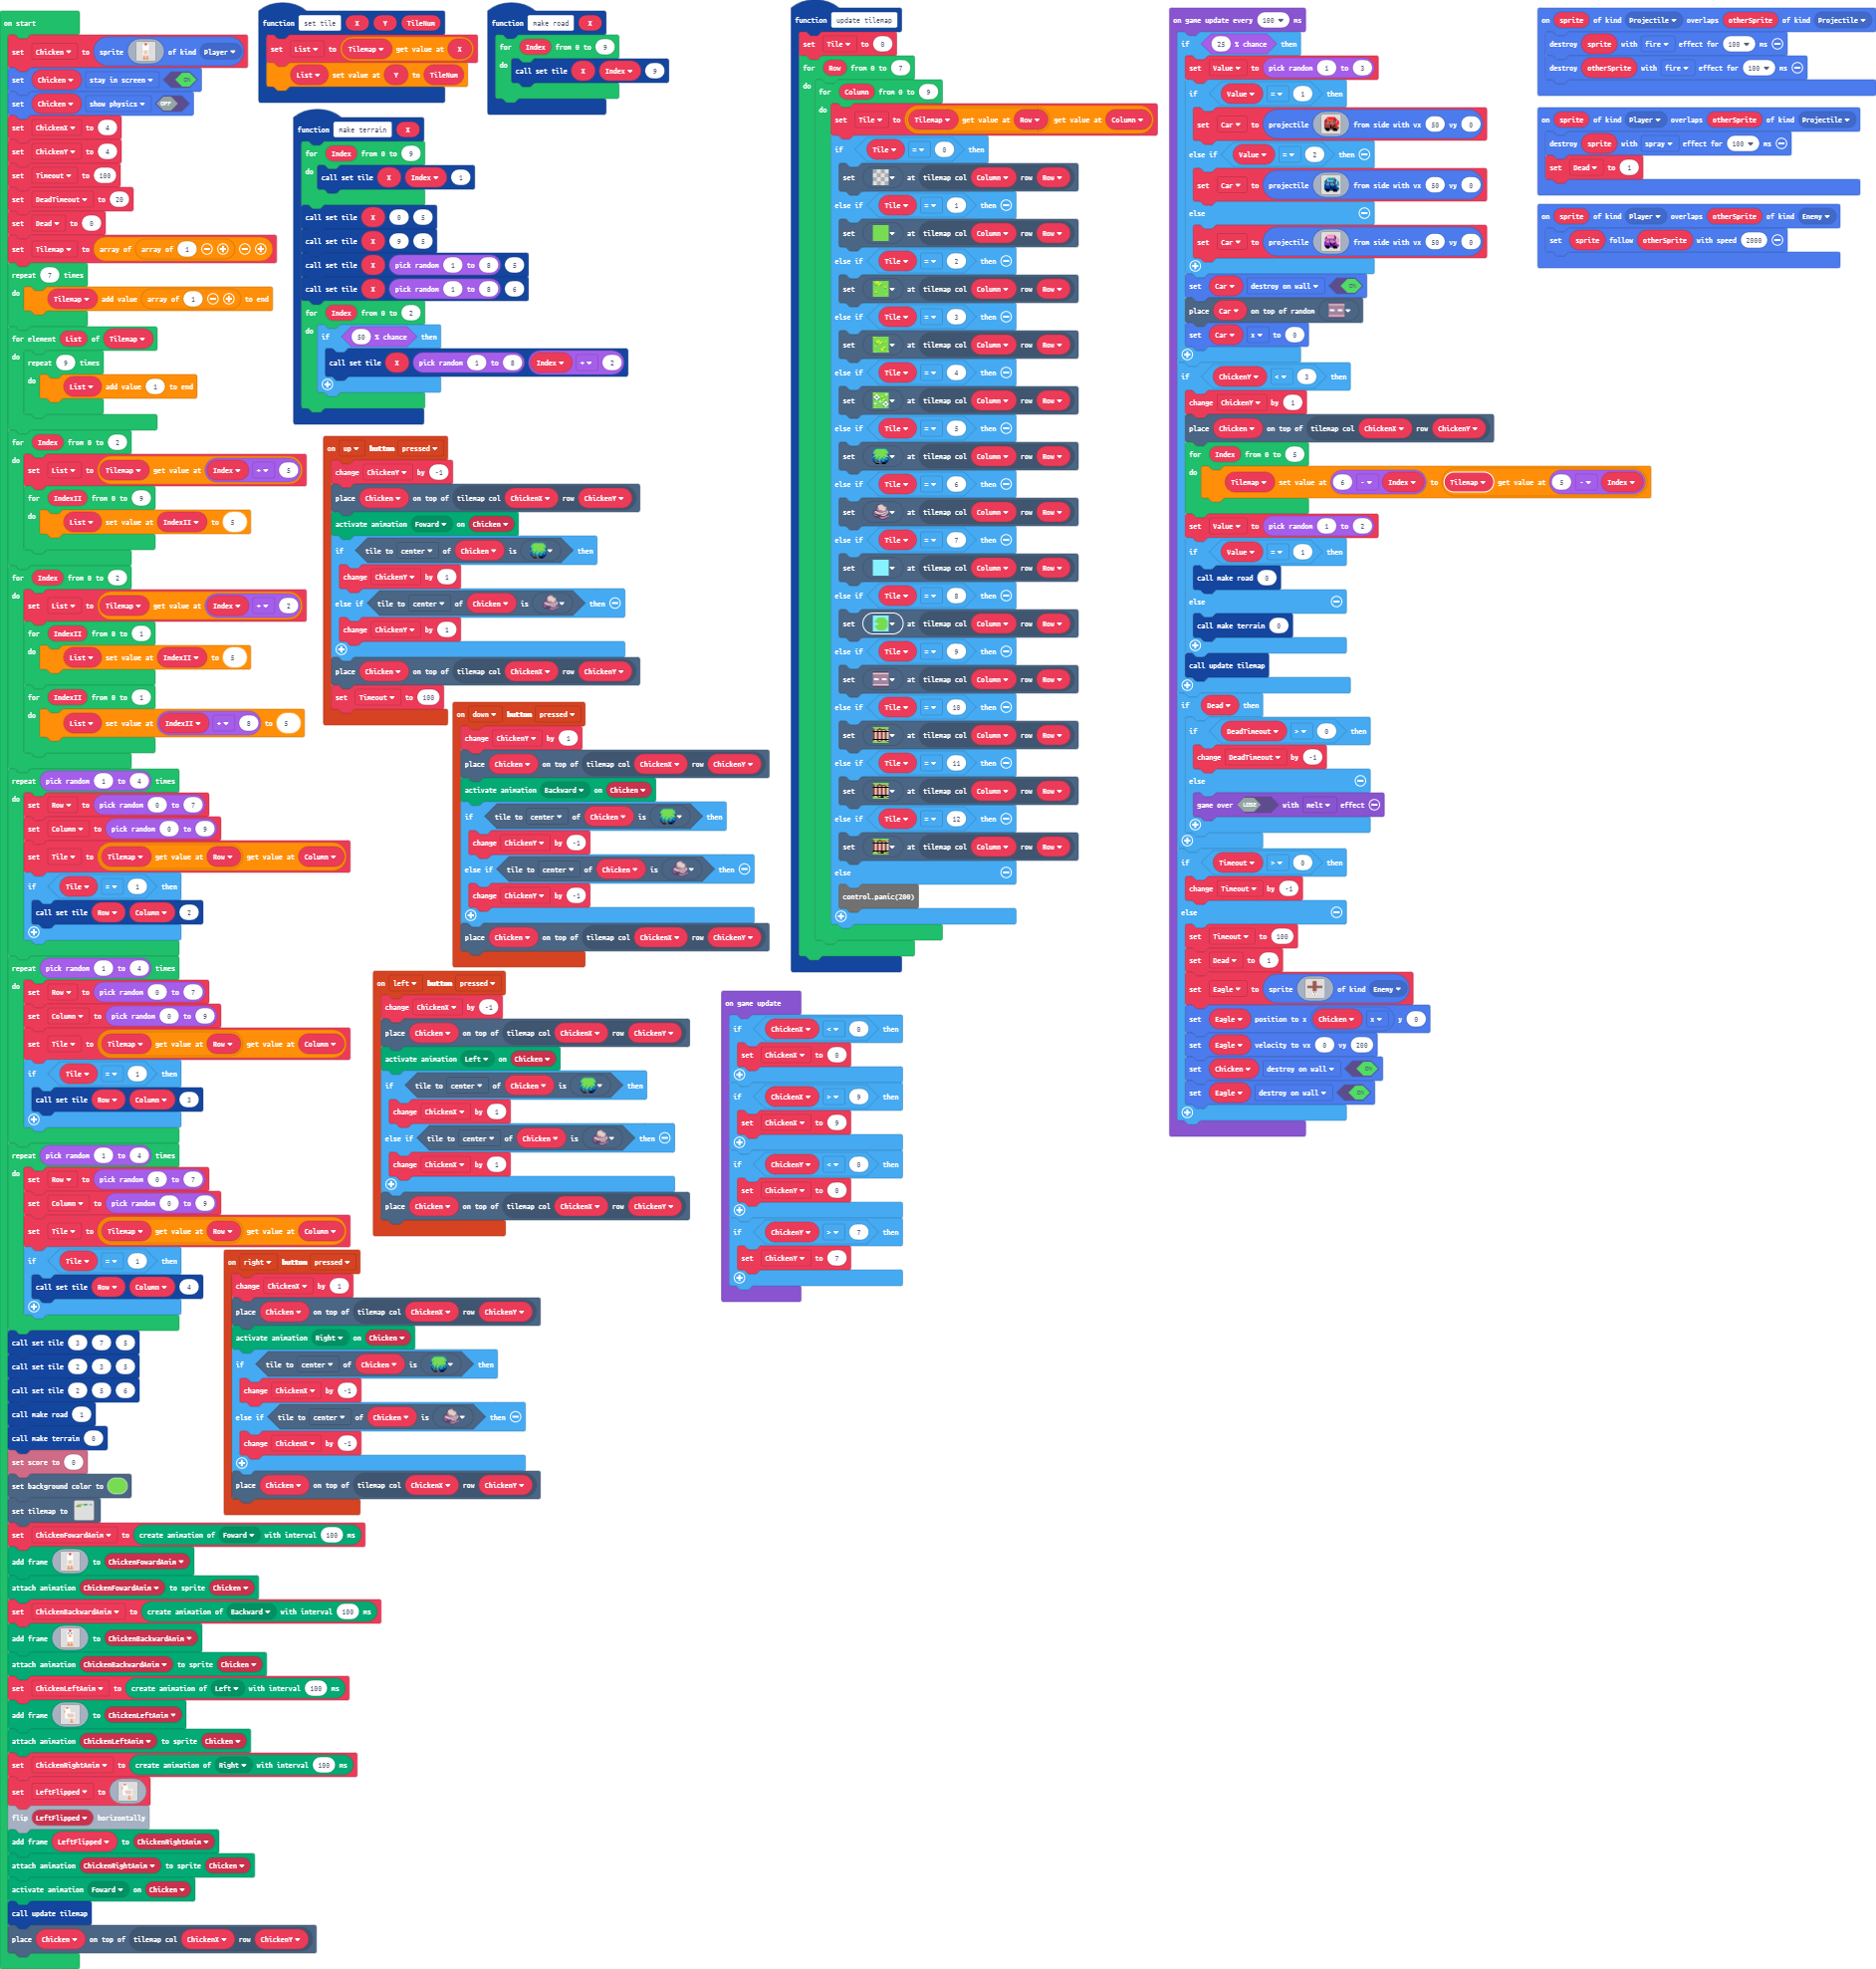 on start
set Chicken to sprite of kind Player
set Chicken stay in screen ON
set Chicken show physics OFF
set ChickenX to 4
set ChickenY to 4
set Timeout to 100
set DeadTimeout to 20
set Dead to 0
set Tilemap to array of array of 1
repeat 7 times
do Tilemap add value array of 1 to end
for element List of Tilemap
do repeat 9 times
do List add value 1 to end
for Index from 0 to 2
do set List to Tilemap get value at Index + 5
for IndexII from 0 to 9
do List set value at IndexII to 5
for Index from 0 to 2
do set List to Tilemap get value at Index + 2
for IndexII from 0 to 1
do List set value at IndexII to 5
for IndexII from 0 to 1
do List set value at IndexII + 8 to 5
repeat pick random 1 to 4 times
do set Row to pick random 0 to 7
set Column to pick random 0 to 9
set Tile to Tilemap get value at Row get value at Column
if Tile = 1 then
call set tile Row Column 2
repeat pick random 1 to 4 times
do set Row to pick random 0 to 7
set Column to pick random 0 to 9
set Tile to Tilemap get value at Row get value at Column
if Tile = 1 then
call set tile Row Column 3
repeat pick random 1 to 4 times
do set Row to pick random 0 to 7
set Column to pick random 0 to 9
set Tile to Tilemap get value at Row get value at Column
if Tile = 1 then
call set tile Row Column 4
call set tile 3 7 5
call set tile 2 3 5
call set tile 2 5 6
call make road 1
call make terrain 0
set score to 0
set background color to
set tilemap to
set ChickenFowardAnim to create animation of Foward with interval 100 ms
add frame to ChickenFowardAnim
attach animation ChickenFowardAnim to sprite Chicken
set ChickenBackwardAnim to create animation of Backward with interval 100 ms
add frame to ChickenBackwardAnim
attach animation ChickenBackwardAnim to sprite Chicken
set ChickenLeftAnim to create animation of Left with interval 100 ms
add frame to ChickenLeftAnim
attach animation ChickenLeftAnim to sprite Chicken
set ChickenRightAnim to create animation of Right with interval 100 ms
set LeftFlipped to
flip LeftFlipped horizontally
add frame LeftFlipped to ChickenRightAnim
attach animation ChickenRightAnim to sprite Chicken
activate animation Foward on Chicken
call update tilemap
place Chicken on top of tilemap col ChickenX row ChickenY
function set tile X Y TileNum
set List to Tilemap get value at X
List set value at Y to TileNum
function make road X
for Index from 0 to 9
do call set tile X Index 9
function make terrain X
for Index from 0 to 9
do call set tile X Index 1
call set tile X 0 5
call set tile X 9 5
call set tile X pick random 1 to 8 5
call set tile X pick random 1 to 8 6
for Index from 0 to 2
do if 50 % chance then
call set tile X pick random 1 to 8 Index + 2
on up button pressed
change ChickenY by -1
place Chicken on top of tilemap col ChickenX row ChickenY
activate animation Foward on Chicken
if tile to center of Chicken is then
change ChickenY by 1
else if tile to center of Chicken is then
change ChickenY by 1
place Chicken on top of tilemap col ChickenX row ChickenY
set Timeout to 100
on down button pressed
change ChickenY by 1
place Chicken on top of tilemap col ChickenX row ChickenY
activate animation Backward on Chicken
if tile to center of Chicken is then
change ChickenY by -1
else if tile to center of Chicken is then
change ChickenY by -1
place Chicken on top of tilemap col ChickenX row ChickenY
on left button pressed
change ChickenX by -1
place Chicken on top of tilemap col ChickenX row ChickenY
activate animation Left on Chicken
if tile to center of Chicken is then
change ChickenX by 1
else if tile to center of Chicken is then
change ChickenX by 1
place Chicken on top of tilemap col ChickenX row ChickenY
on right button pressed
change ChickenX by 1
place Chicken on top of tilemap col ChickenX row ChickenY
activate animation Right on Chicken
if tile to center of Chicken is then
change ChickenX by -1
else if tile to center of Chicken is then
change ChickenX by -1
place Chicken on top of tilemap col ChickenX row ChickenY
function update tilemap
set Tile to 0
for Row from 0 to 7
do for Column from 0 to 9
do set Tile to Tilemap get value at Row get value at Column
if Tile = 0 then
set at tilemap col Column row Row
else if Tile = 1 then
set at tilemap col Column row Row
else if Tile = 2 then
set at tilemap col Column row Row
else if Tile = 3 then
set at tilemap col Column row Row
else if Tile = 4 then
set at tilemap col Column row Row
else if Tile = 5 then
set at tilemap col Column row Row
else if Tile = 6 then
set at tilemap col Column row Row
else if Tile = 7 then
set at tilemap col Column row Row
else if Tile = 8 then
set at tilemap col Column row Row
else if Tile = 9 then
set at tilemap col Column row Row
else if Tile = 10 then
set at tilemap col Column row Row
else if Tile = 11 then
set at tilemap col Column row Row
else if Tile = 12 then
set at tilemap col Column row Row
else
control.panic(200)
on game update
if ChickenX < 0 then
set ChickenX to 0
if ChickenX > 9 then
set ChickenX to 9
if ChickenY < 0 then
set ChickenY to 0
if ChickenY > 7 then
set ChickenY to 7
on game update every 100 ms
if 25 % chance then
set Value to pick random 1 to 3
if Value = 1 then
set Car to projectile from side with vx 50 vy 0
else if Value = 2 then
set Car to projectile from side with vx 50 vy 0
else
set Car to projectile from side with vx 50 vy 0
set Car destroy on wall ON
place Car on top of random
set Car x to 0
if ChickenY < 3 then
change ChickenY by 1
place Chicken on top of tilemap col ChickenX row ChickenY
for Index from 0 to 5
do Tilemap set value at 6 - Index to Tilemap get value at 5 - Index
set Value to pick random 1 to 2
if Value = 1 then
call make road 0
else
call make terrain 0
call update tilemap
if Dead then
if DeadTimeout > 0 then
change DeadTimeout by -1
else
game over LOSE with melt effect
if Timeout > 0 then
change Timeout by -1
else
set Timeout to 100
set Dead to 1
set Eagle to sprite of kind Enemy
set Eagle position to x Chicken x y 0
set Eagle velocity to vx 0 vy 200
set Chicken destroy on wall ON
set Eagle destroy on wall ON
on sprite of kind Projectile overlaps otherSprite of kind Projectile
destroy sprite with fire effect for 100 ms
destroy otherSprite with fire effect for 100 ms
on sprite of kind Player overlaps otherSprite of kind Projectile
destroy sprite with spray effect for 100 ms
set Dead to 1
on sprite of kind Player overlaps otherSprite of kind Enemy
set sprite follow otherSprite with speed 2000